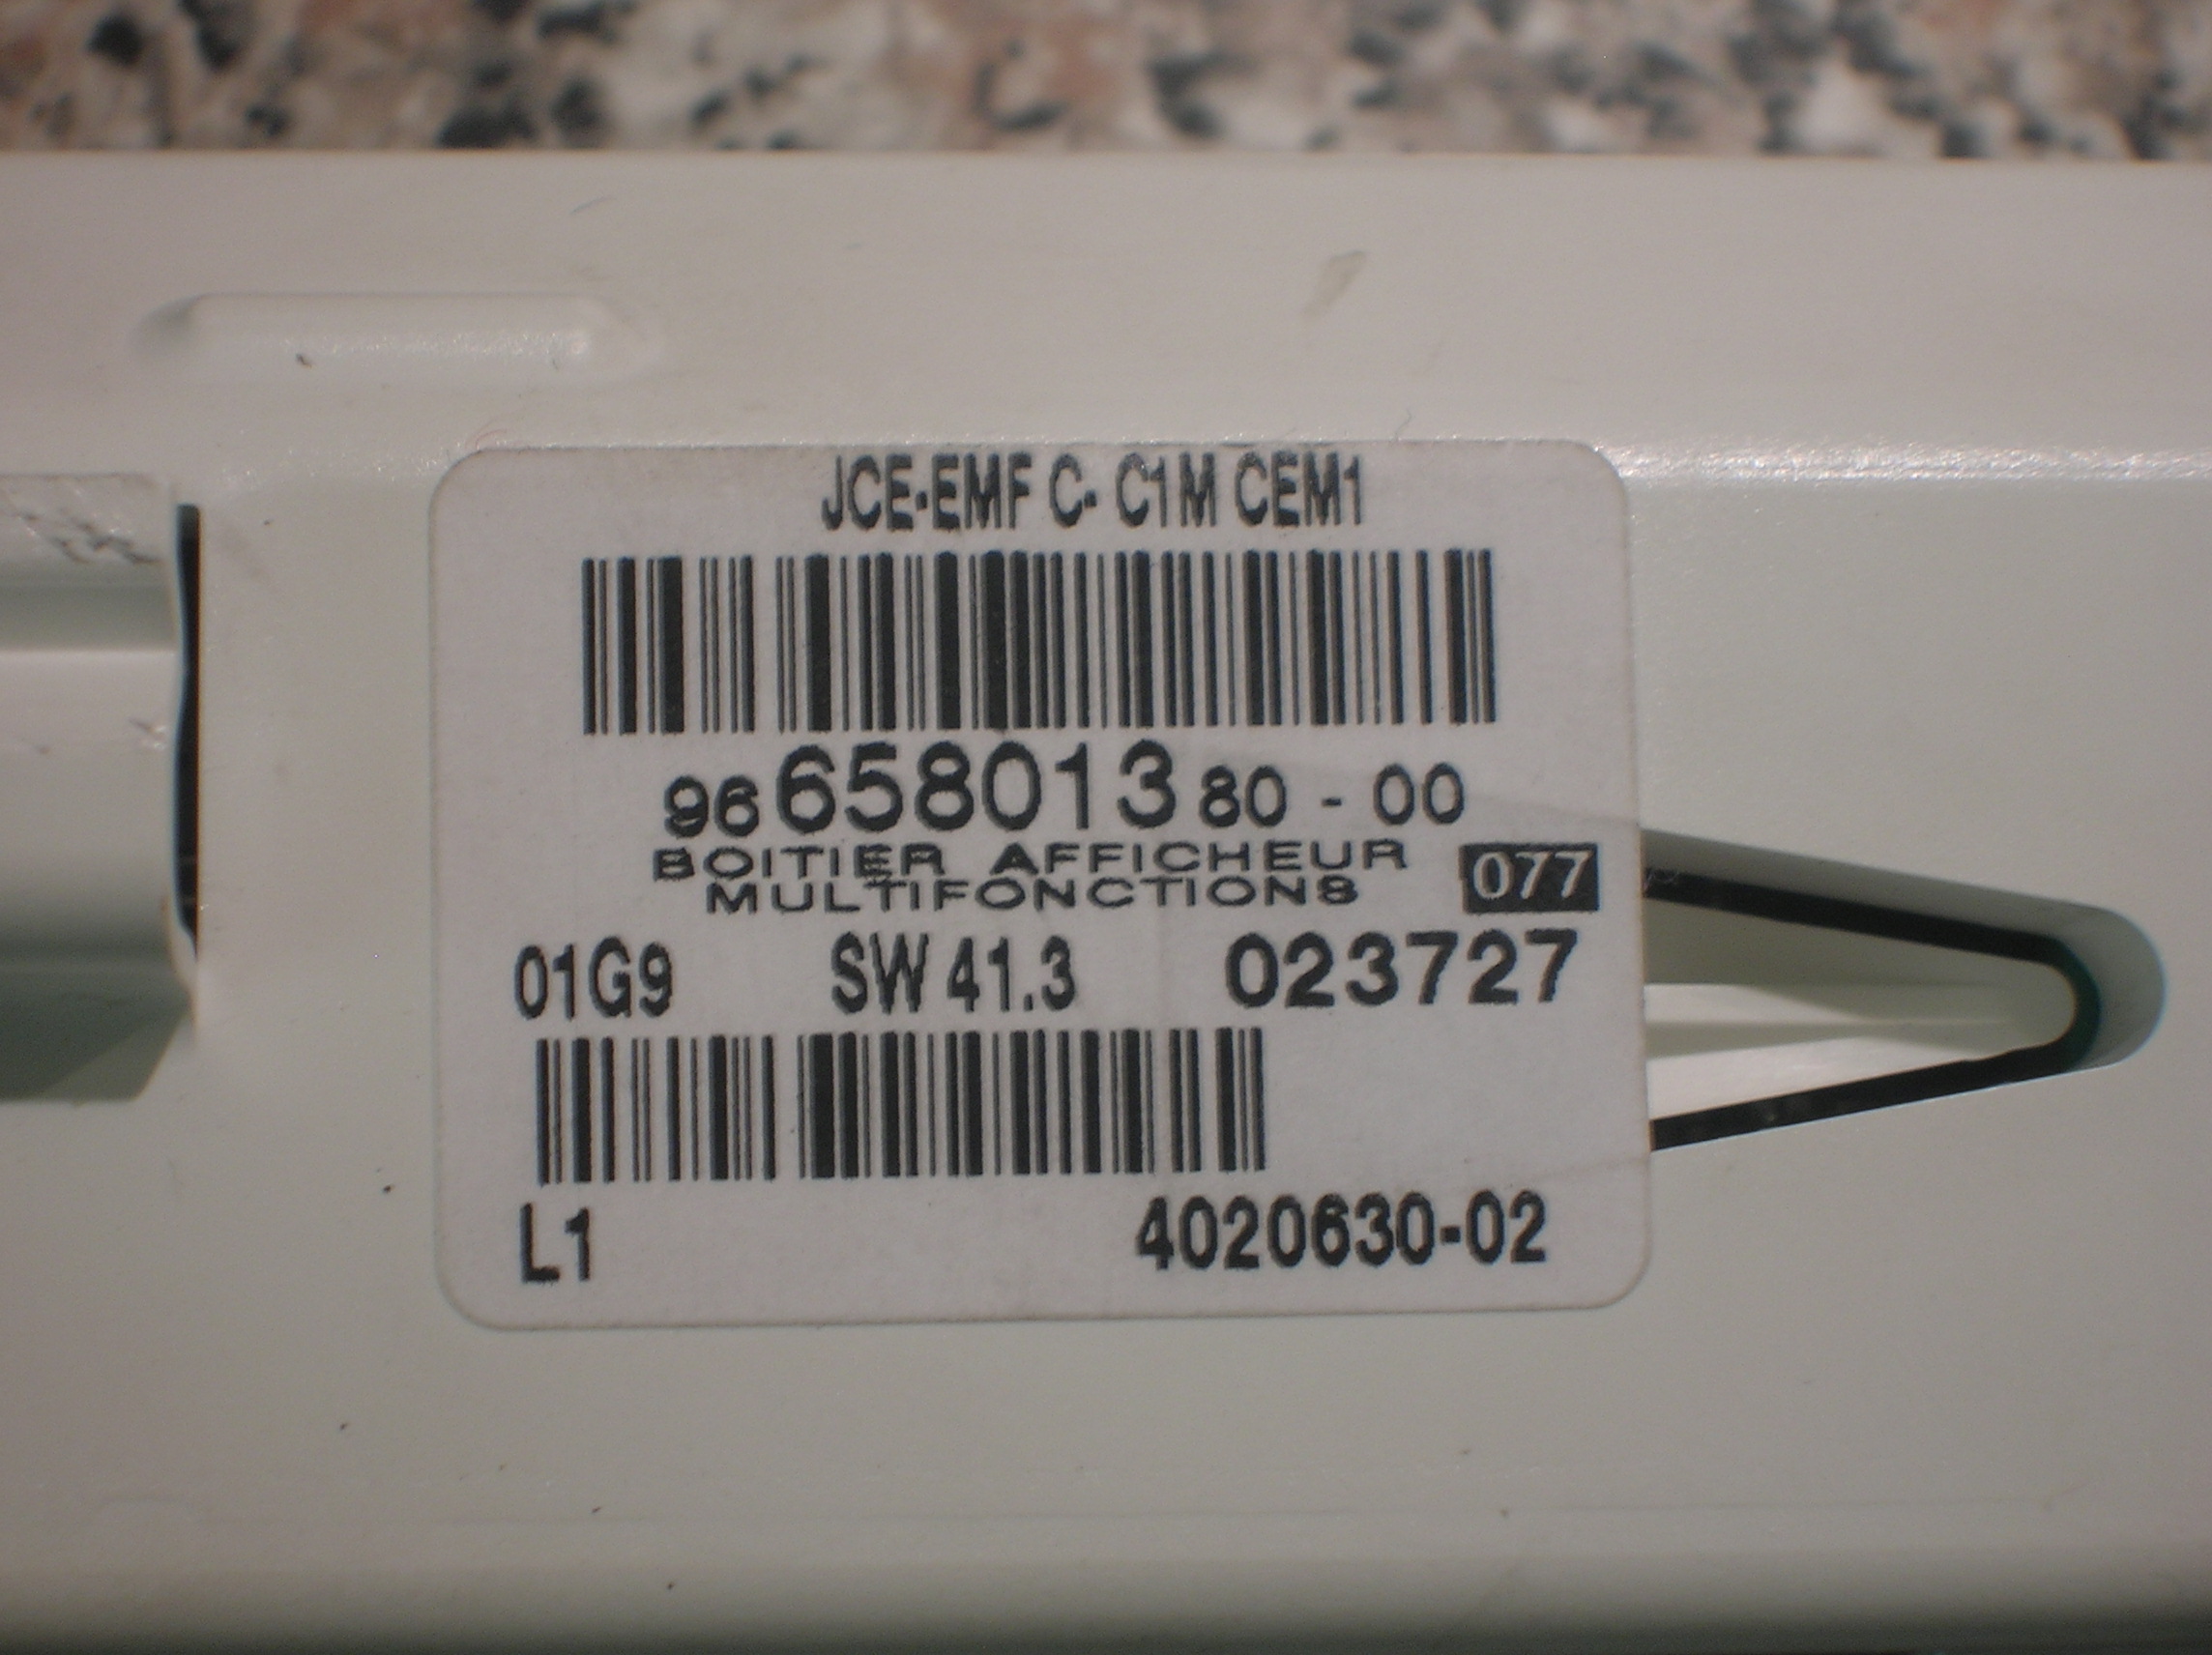 JCE-EMF C- C1M CEM1
9665801380 - 00
BOITIER AFFICHEUR
MULTIFONCTIONS
077
01G9 SW 41.3 023727
L1 4020630-02